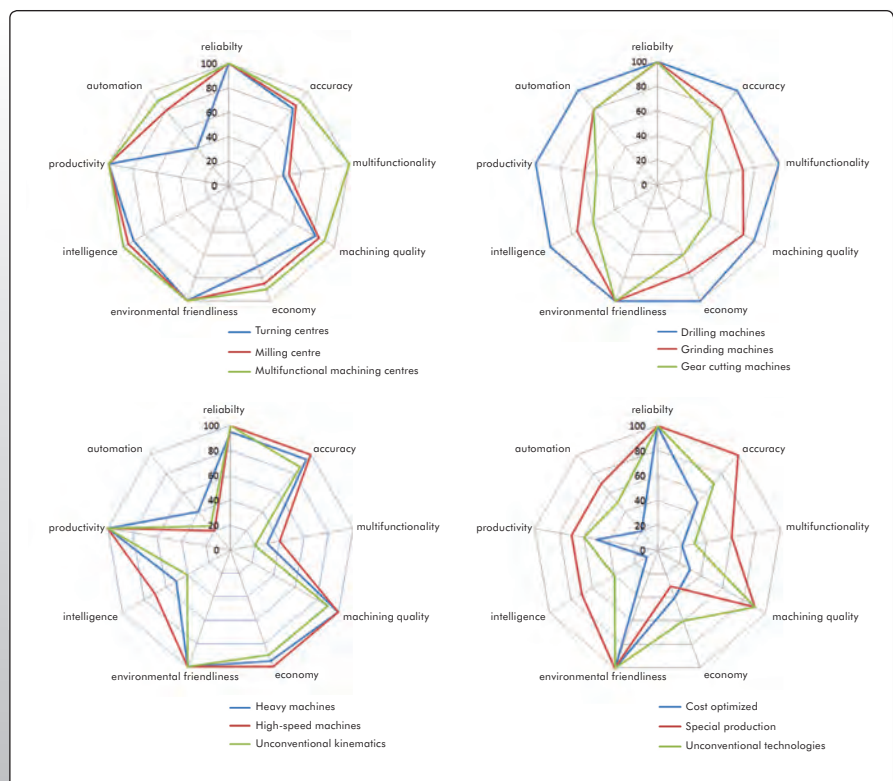 reliabilty
automation
accuracy
productivity
multifunctionality
intelligence
machining quality
environmental friendliness
economy
100
80
60
40
20
0
Turning centres
Milling centre
Multifunctional machining centres
reliabilty
automation
accuracy
productivity
multifunctionality
intelligence
machining quality
environmental friendliness
economy
100
80
60
40
20
0
Drilling machines
Grinding machines
Gear cutting machines
reliabilty
automation
accuracy
productivity
multifunctionality
intelligence
machining quality
environmental friendliness
economy
100
80
60
40
20
0
Heavy machines
High-speed machines
Unconventional kinematics
reliabilty
automation
accuracy
productivity
multifunctionality
intelligence
machining quality
environmental friendliness
economy
100
80
60
40
20
0
Cost optimized
Special production
Unconventional technologies